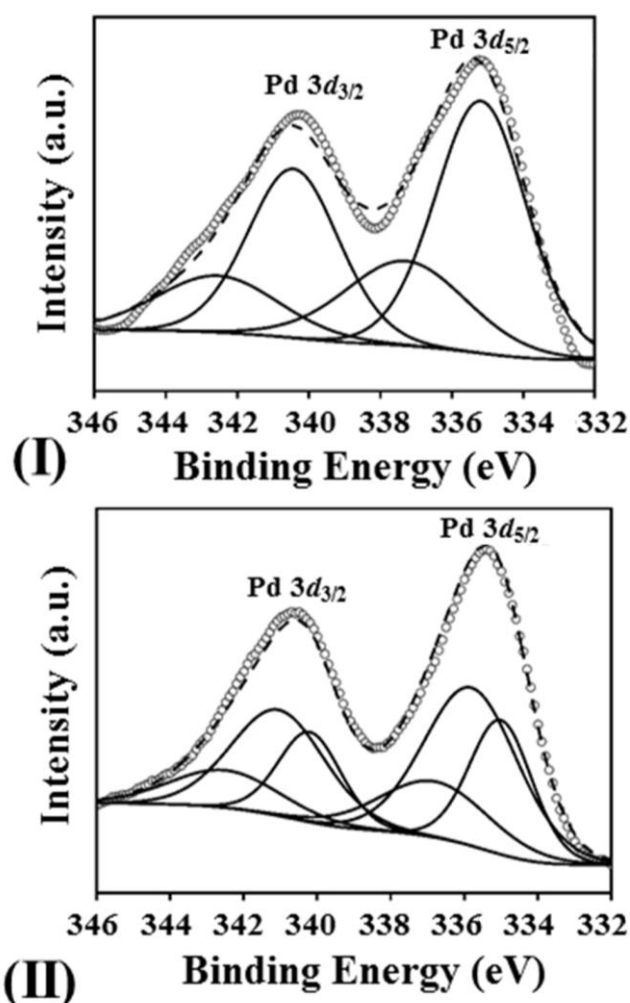 Pd 3d5/2
Pd 3d3/2
Intensity (a.u.)
346 344 342 340 338 336 334 332
(I)
Binding Energy (eV)
Pd 3d5/2
Pd 3d3/2
Intensity (a.u.)
346 344 342 340 338 336 334 332
Binding Energy (eV)
(II)